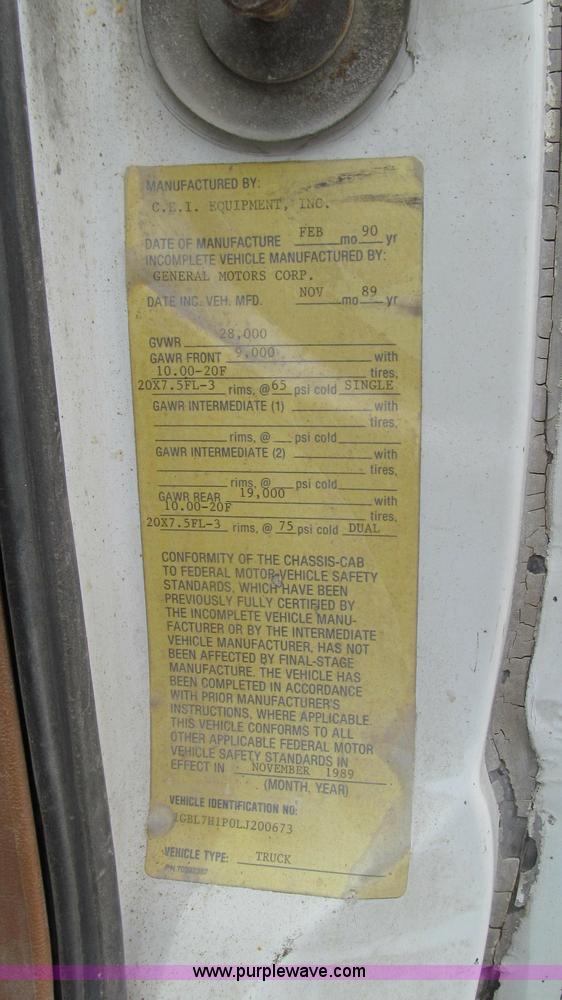 MANUFACTURED BY:
C.E.I. EQUIPMENT, INC.
DATE OF MANUFACTURE FEB mo 90 yr
INCOMPLETE VEHICLE MANUFACTURED BY:
GENERAL MOTORS CORP.
DATE INC. VEH. MFD. NOV mo 89 yr
GVWR 28,000
GAWR FRONT 9,000 with
10.00-20F tires,
20X7.5FL-3 rims, @ 65 psi cold SINGLE
GAWR INTERMEDIATE (1) with
tires,
rims, @ psi cold
GAWR INTERMEDIATE (2) with
tires,
rims, @ psi cold
GAWR REAR 19,000 with
10.00-20F tires,
20X7.5FL-3 rims, @ 75 psi cold DUAL
CONFORMITY OF THE CHASSIS-CAB
TO FEDERAL MOTOR VEHICLE SAFETY
STANDARDS, WHICH HAVE BEEN
PREVIOUSLY FULLY CERTIFIED BY
THE INCOMPLETE VEHICLE MANU-
FACTURER OR BY THE INTERMEDIATE
VEHICLE MANUFACTURER, HAS NOT
BEEN AFFECTED BY FINAL-STAGE
MANUFACTURE. THE VEHICLE HAS
BEEN COMPLETED IN ACCORDANCE
WITH PRIOR MANUFACTURER'S
INSTRUCTIONS, WHERE APPLICABLE.
THIS VEHICLE CONFORMS TO ALL
OTHER APPLICABLE FEDERAL MOTOR
VEHICLE SAFETY STANDARDS IN
EFFECT IN NOVEMBER 1989
(MONTH, YEAR)
VEHICLE IDENTIFICATION NO:
1GBL7H1P0LJ200673
VEHICLE TYPE: TRUCK
www.purplewave.com